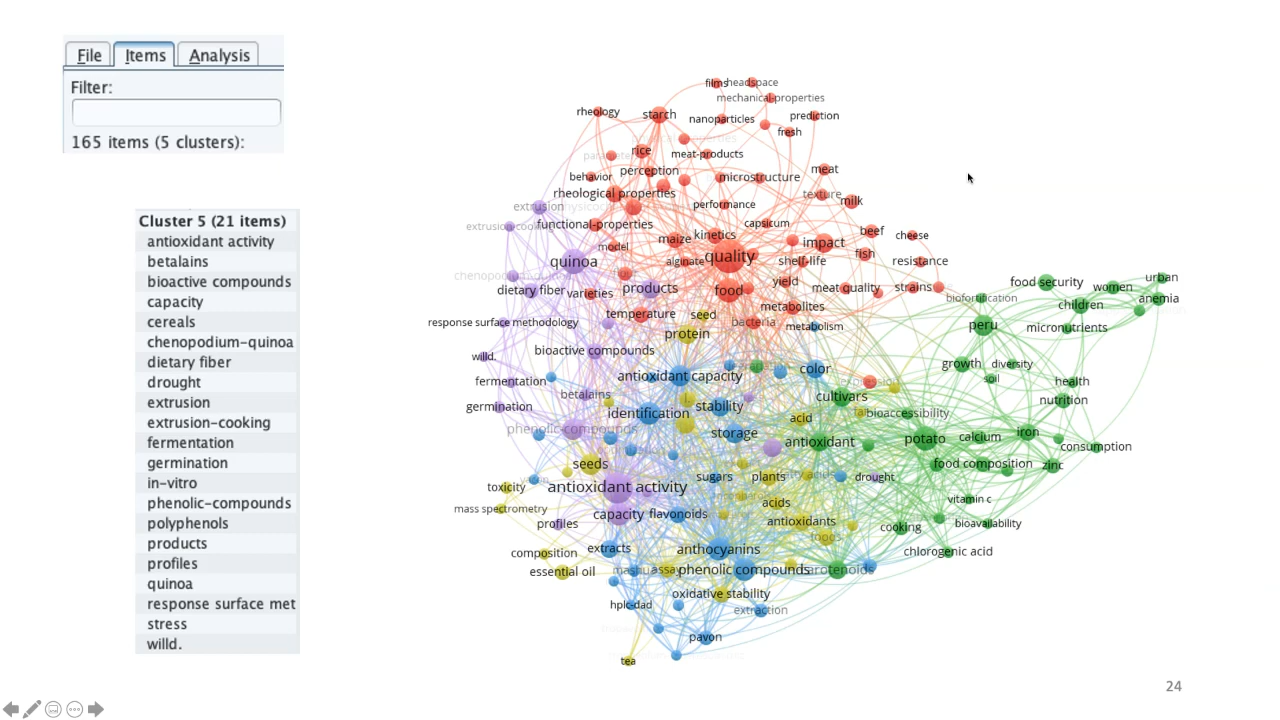 File Items Analysis
Filter:
165 items (5 clusters):
Cluster 5 (21 items)
antioxidant activity
betalains
bioactive compounds
capacity
cereals
chenopodium-quinoa
dietary fiber
drought
extrusion
extrusion-cooking
fermentation
germination
in-vitro
phenolic-compounds
polyphenols
products
profiles
quinoa
response surface met
stress
willd.
films headspace
mechanical-properties
rheology starch nanoparticles prediction
fresh
rice meat-products
perception microstructure meat
behavior
rheological properties texture milk
extrusion performance
functional-properties capsicum
maize kinetics beef cheese
model impact
quinoa alginate quality shelf-life fish resistance
dietary fiber varieties products food yield meat quality strains
metabolites biofortification
food security women urban
children anemia
temperature seed
response surface methodology bacteria metabolism peru micronutrients
protein
willd. bioactive compounds
growth diversity
fermentation antioxidant capacity color soil health
betalains cultivars nutrition
germination identification stability acid bioaccessibility
phenolic-compounds storage antioxidant potato calcium iron consumption
seeds food composition zinc
toxicity antioxidant activity sugars plants drought
mass spectrometry acids vitamin c
profiles capacity flavonoids antioxidants cooking bioavailability
foods
composition extracts anthocyanins chlorogenic acid
essential oil phenolic compounds
oxidative stability
hplc-dad extraction
pavon
tea
24